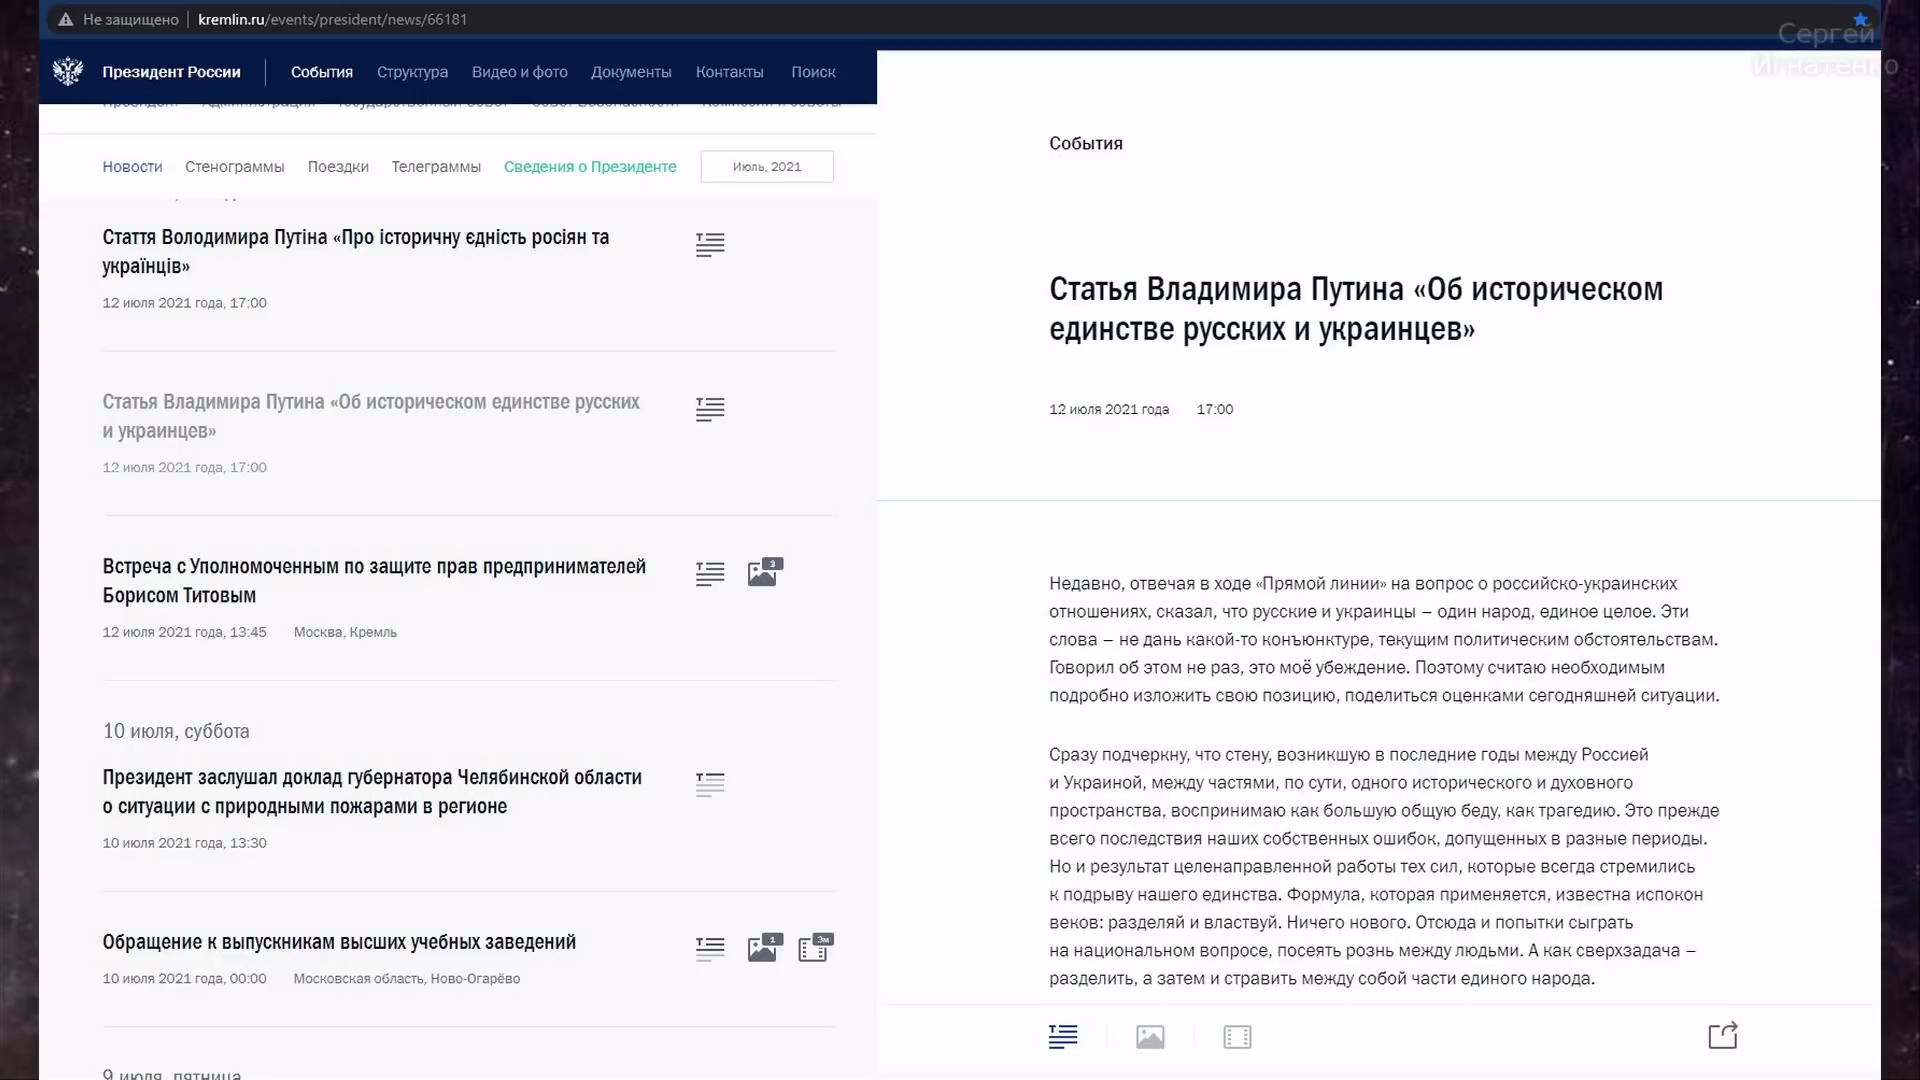 Не защищено
kremlin.ru/events/president/news/66181
Сергей
Игнатенко
Президент России
События
Структура
Видео и фото
Документы
Контакты
Поиск
Новости
Стенограммы
Поездки
Телеграммы
Сведения о Президенте
Июль, 2021
Стаття Володимира Путіна «Про історичну єдність росіян та
українців»
12 июля 2021 года, 17:00
Статья Владимира Путина «Об историческом единстве русских
и украинцев»
12 июля 2021 года, 17:00
Встреча с Уполномоченным по защите прав предпринимателей
Борисом Титовым
3
12 июля 2021 года, 13:45 Москва, Кремль
10 июля, суббота
Президент заслушал доклад губернатора Челябинской области
о ситуации с природными пожарами в регионе
10 июля 2021 года, 13:30
Обращение к выпускникам высших учебных заведений
1
3м
10 июля 2021 года, 00:00 Московская область, Ново-Огарёво
9 июля, пятница
События
Статья Владимира Путина «Об историческом
единстве русских и украинцев»
12 июля 2021 года 17:00
Недавно, отвечая в ходе «Прямой линии» на вопрос о российско-украинских
отношениях, сказал, что русские и украинцы – один народ, единое целое. Эти
слова – не дань какой-то конъюнктуре, текущим политическим обстоятельствам.
Говорил об этом не раз, это моё убеждение. Поэтому считаю необходимым
подробно изложить свою позицию, поделиться оценками сегодняшней ситуации.
Сразу подчеркну, что стену, возникшую в последние годы между Россией
и Украиной, между частями, по сути, одного исторического и духовного
пространства, воспринимаю как большую общую беду, как трагедию. Это прежде
всего последствия наших собственных ошибок, допущенных в разные периоды.
Но и результат целенаправленной работы тех сил, которые всегда стремились
к подрыву нашего единства. Формула, которая применяется, известна испокон
веков: разделяй и властвуй. Ничего нового. Отсюда и попытки сыграть
на национальном вопросе, посеять рознь между людьми. А как сверхзадача –
разделить, а затем и стравить между собой части единого народа.